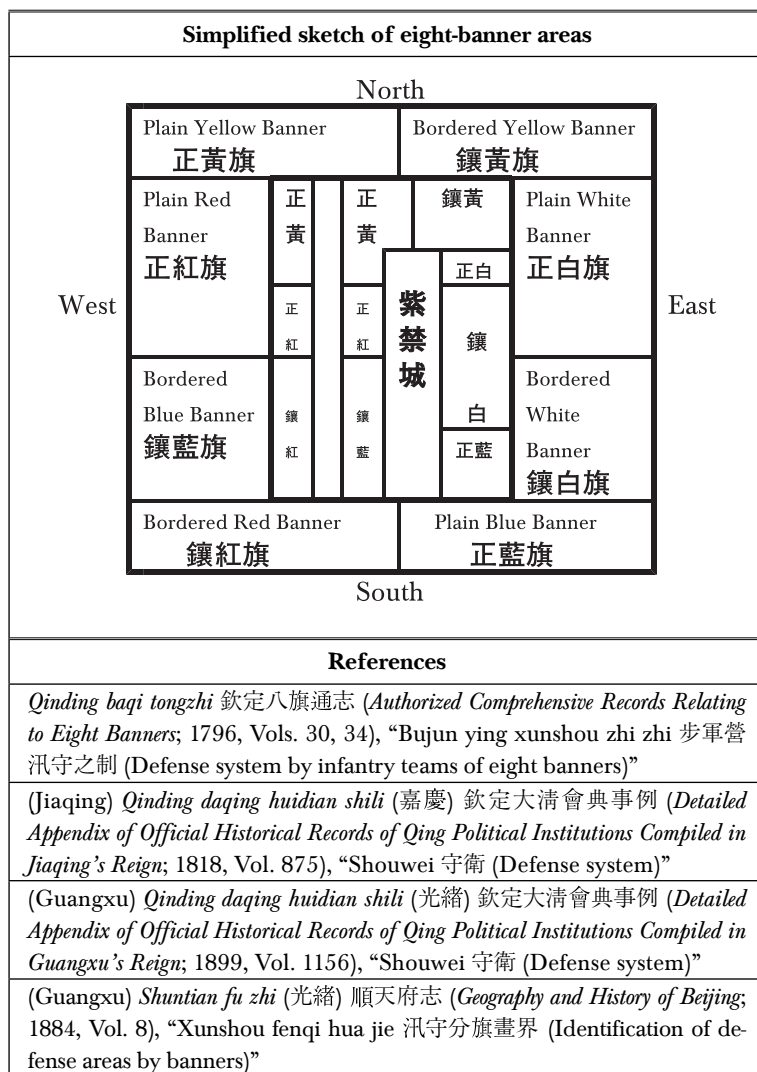 Simplified sketch of eight-banner areas
North
Plain Yellow Banner
正黃旗
Bordered Yellow Banner
鑲黃旗
Plain Red
Banner
正紅旗
正
黃
正
黃
鑲黃
Plain White
Banner
正白旗
正白
West
紫
禁
城
East
正
紅
正
紅
鑲
白
Bordered
Blue Banner
鑲藍旗
鑲
紅
鑲
藍
正藍
Bordered
White
Banner
鑲白旗
Bordered Red Banner
鑲紅旗
Plain Blue Banner
正藍旗
South
References
Qinding baqi tongzhi 欽定八旗通志 (Authorized Comprehensive Records Relating
to Eight Banners; 1796, Vols. 30, 34), “Bujun ying xunshou zhi zhi 步軍營
汛守之制 (Defense system by infantry teams of eight banners)”
(Jiaqing) Qinding daqing huidian shili (嘉慶) 欽定大淸會典事例 (Detailed
Appendix of Official Historical Records of Qing Political Institutions Compiled in
Jiaqing’s Reign; 1818, Vol. 875), “Shouwei 守衛 (Defense system)”
(Guangxu) Qinding daqing huidian shili (光緖) 欽定大淸會典事例 (Detailed
Appendix of Official Historical Records of Qing Political Institutions Compiled in
Guangxu’s Reign; 1899, Vol. 1156), “Shouwei 守衛 (Defense system)”
(Guangxu) Shuntian fu zhi (光緖) 順天府志 (Geography and History of Beijing;
1884, Vol. 8), “Xunshou fenqi hua jie 汛守分旗畫界 (Identification of de-
fense areas by banners)”